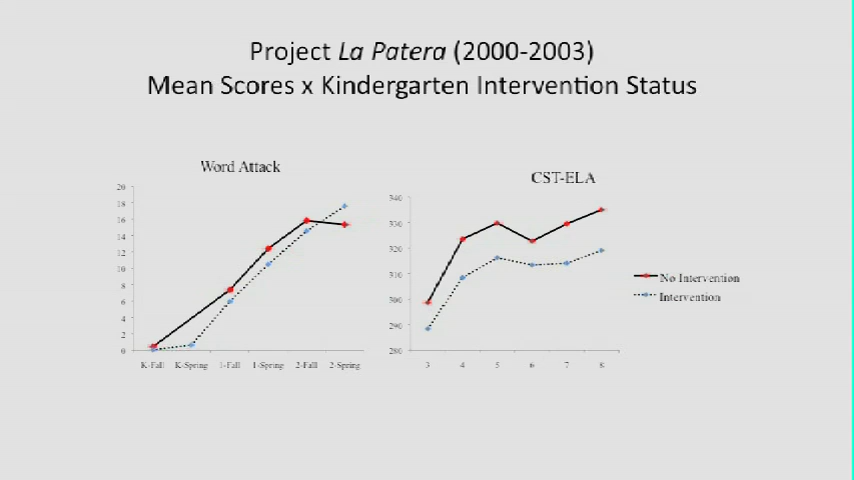 Project La Patera (2000-2003)
Mean Scores x Kindergarten Intervention Status
Word Attack
20
18
16
14
12
10
8
6
4
2
0
K-Fall K-Spring 1-Fall 1-Spring 2-Fall 2-Spring
CST-ELA
340
330
320
310
300
290
280
3 4 5 6 7 8
No Intervention
Intervention